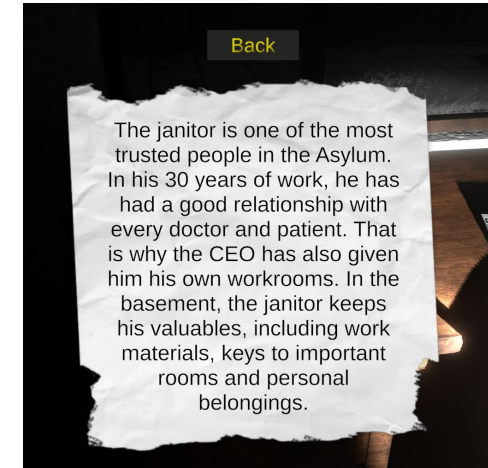 Back
The janitor is one of the most
trusted people in the Asylum.
In his 30 years of work, he has
had a good relationship with
every doctor and patient. That
is why the CEO has also given
him his own workrooms. In the
basement, the janitor keeps
his valuables, including work
materials, keys to important
rooms and personal
belongings.